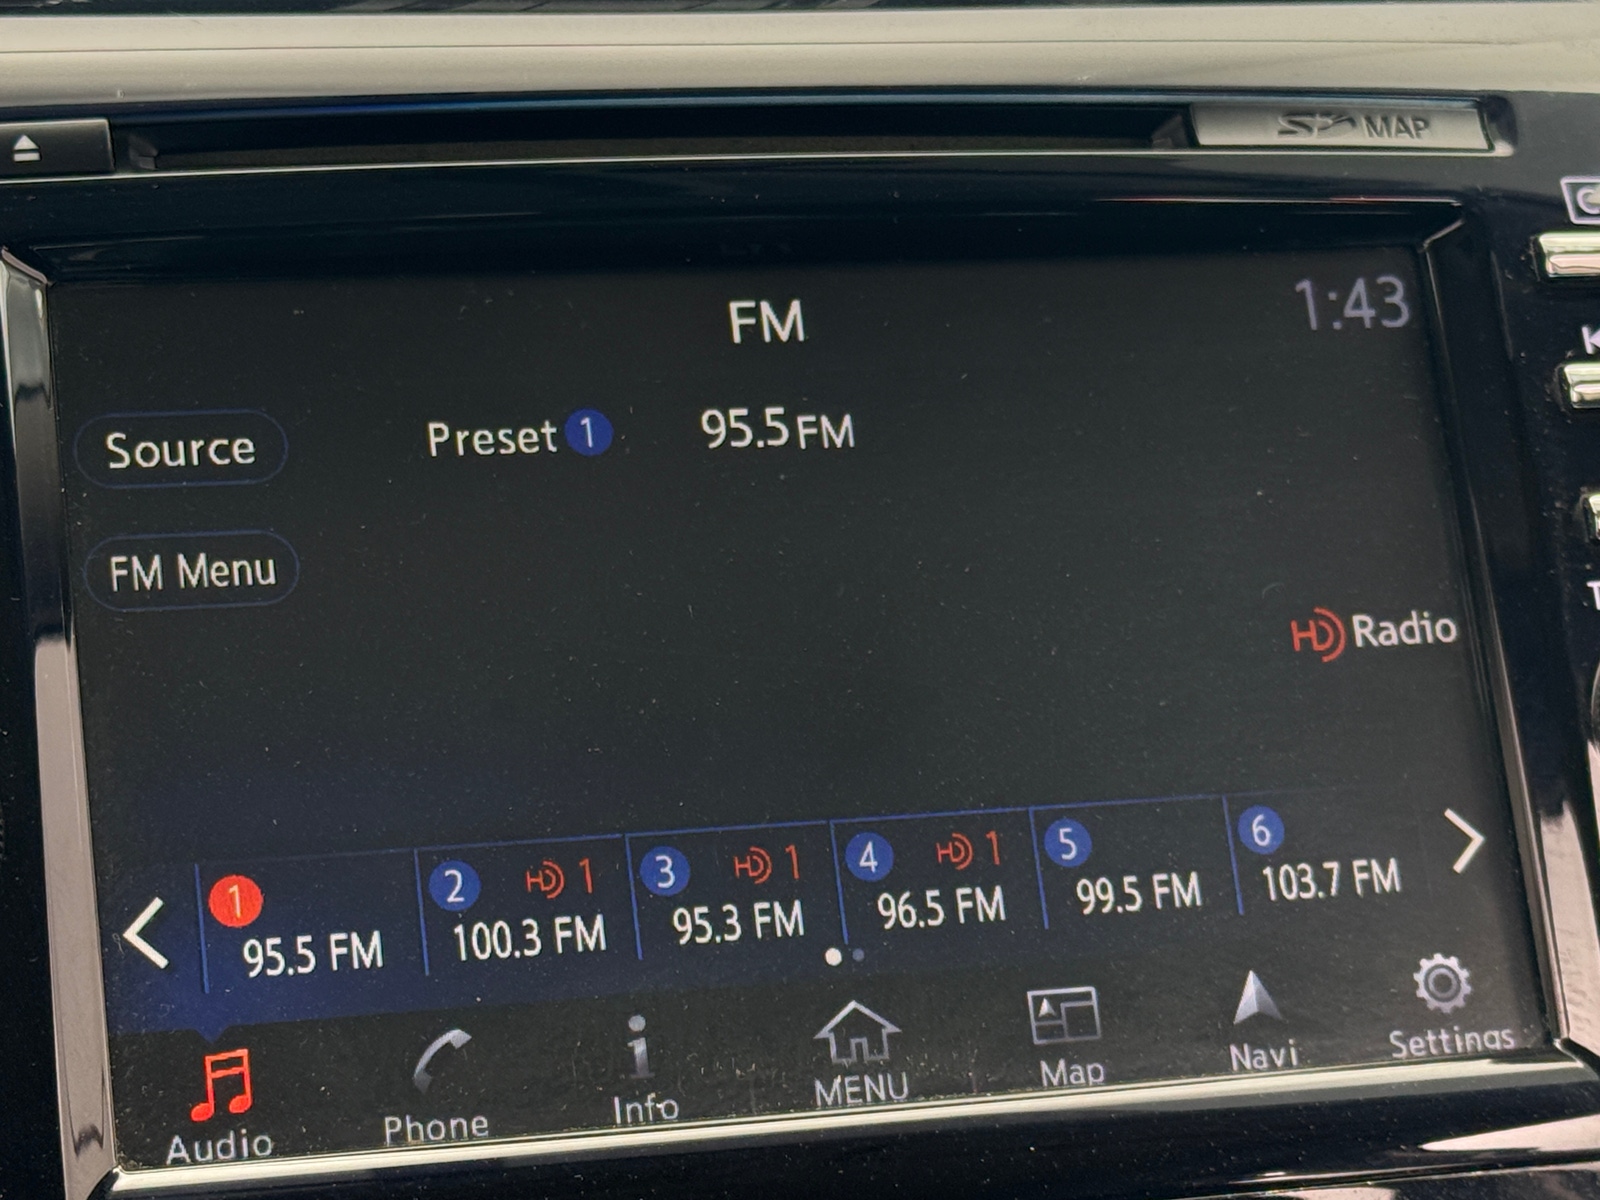 SD MAP
FM
1:43
Source
Preset 1
95.5 FM
FM Menu
HD Radio
1
95.5 FM
2 HD 1
100.3 FM
3 HD 1
95.3 FM
4 HD 1
96.5 FM
5
99.5 FM
6
103.7 FM
Audio
Phone
Info
MENU
Map
Navi
Settings